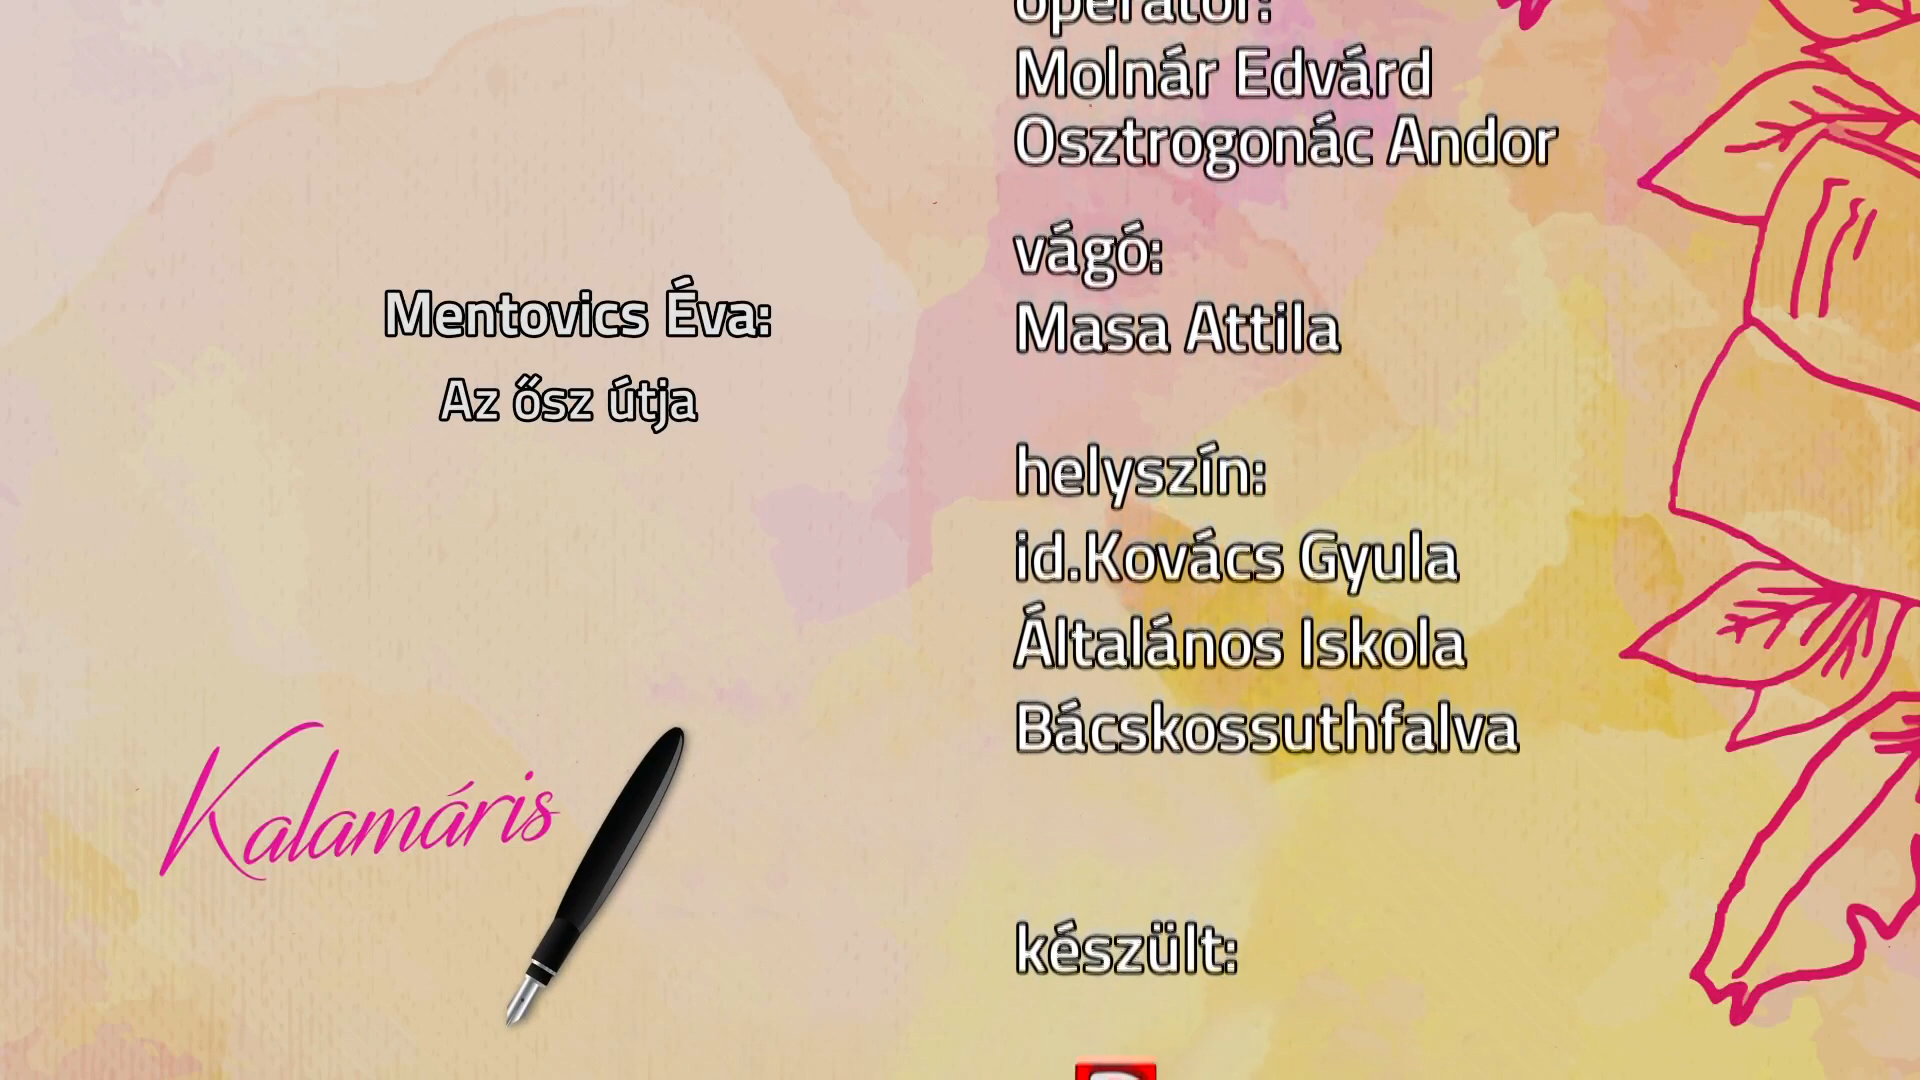 operatőr:
Molnár Edvárd
Osztrogonác Andor
vágó:
Masa Attila
helyszín:
id.Kovács Gyula
Általános Iskola
Bácskossuthfalva
készült:
Mentovics Éva:
Az ősz útja
Kalamáris